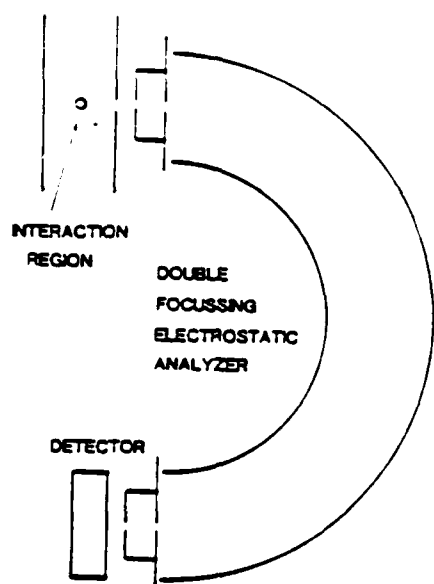 INTERACTION
REGION
DOUBLE
FOCUSSING
ELECTROSTATIC
ANALYZER
DETECTOR